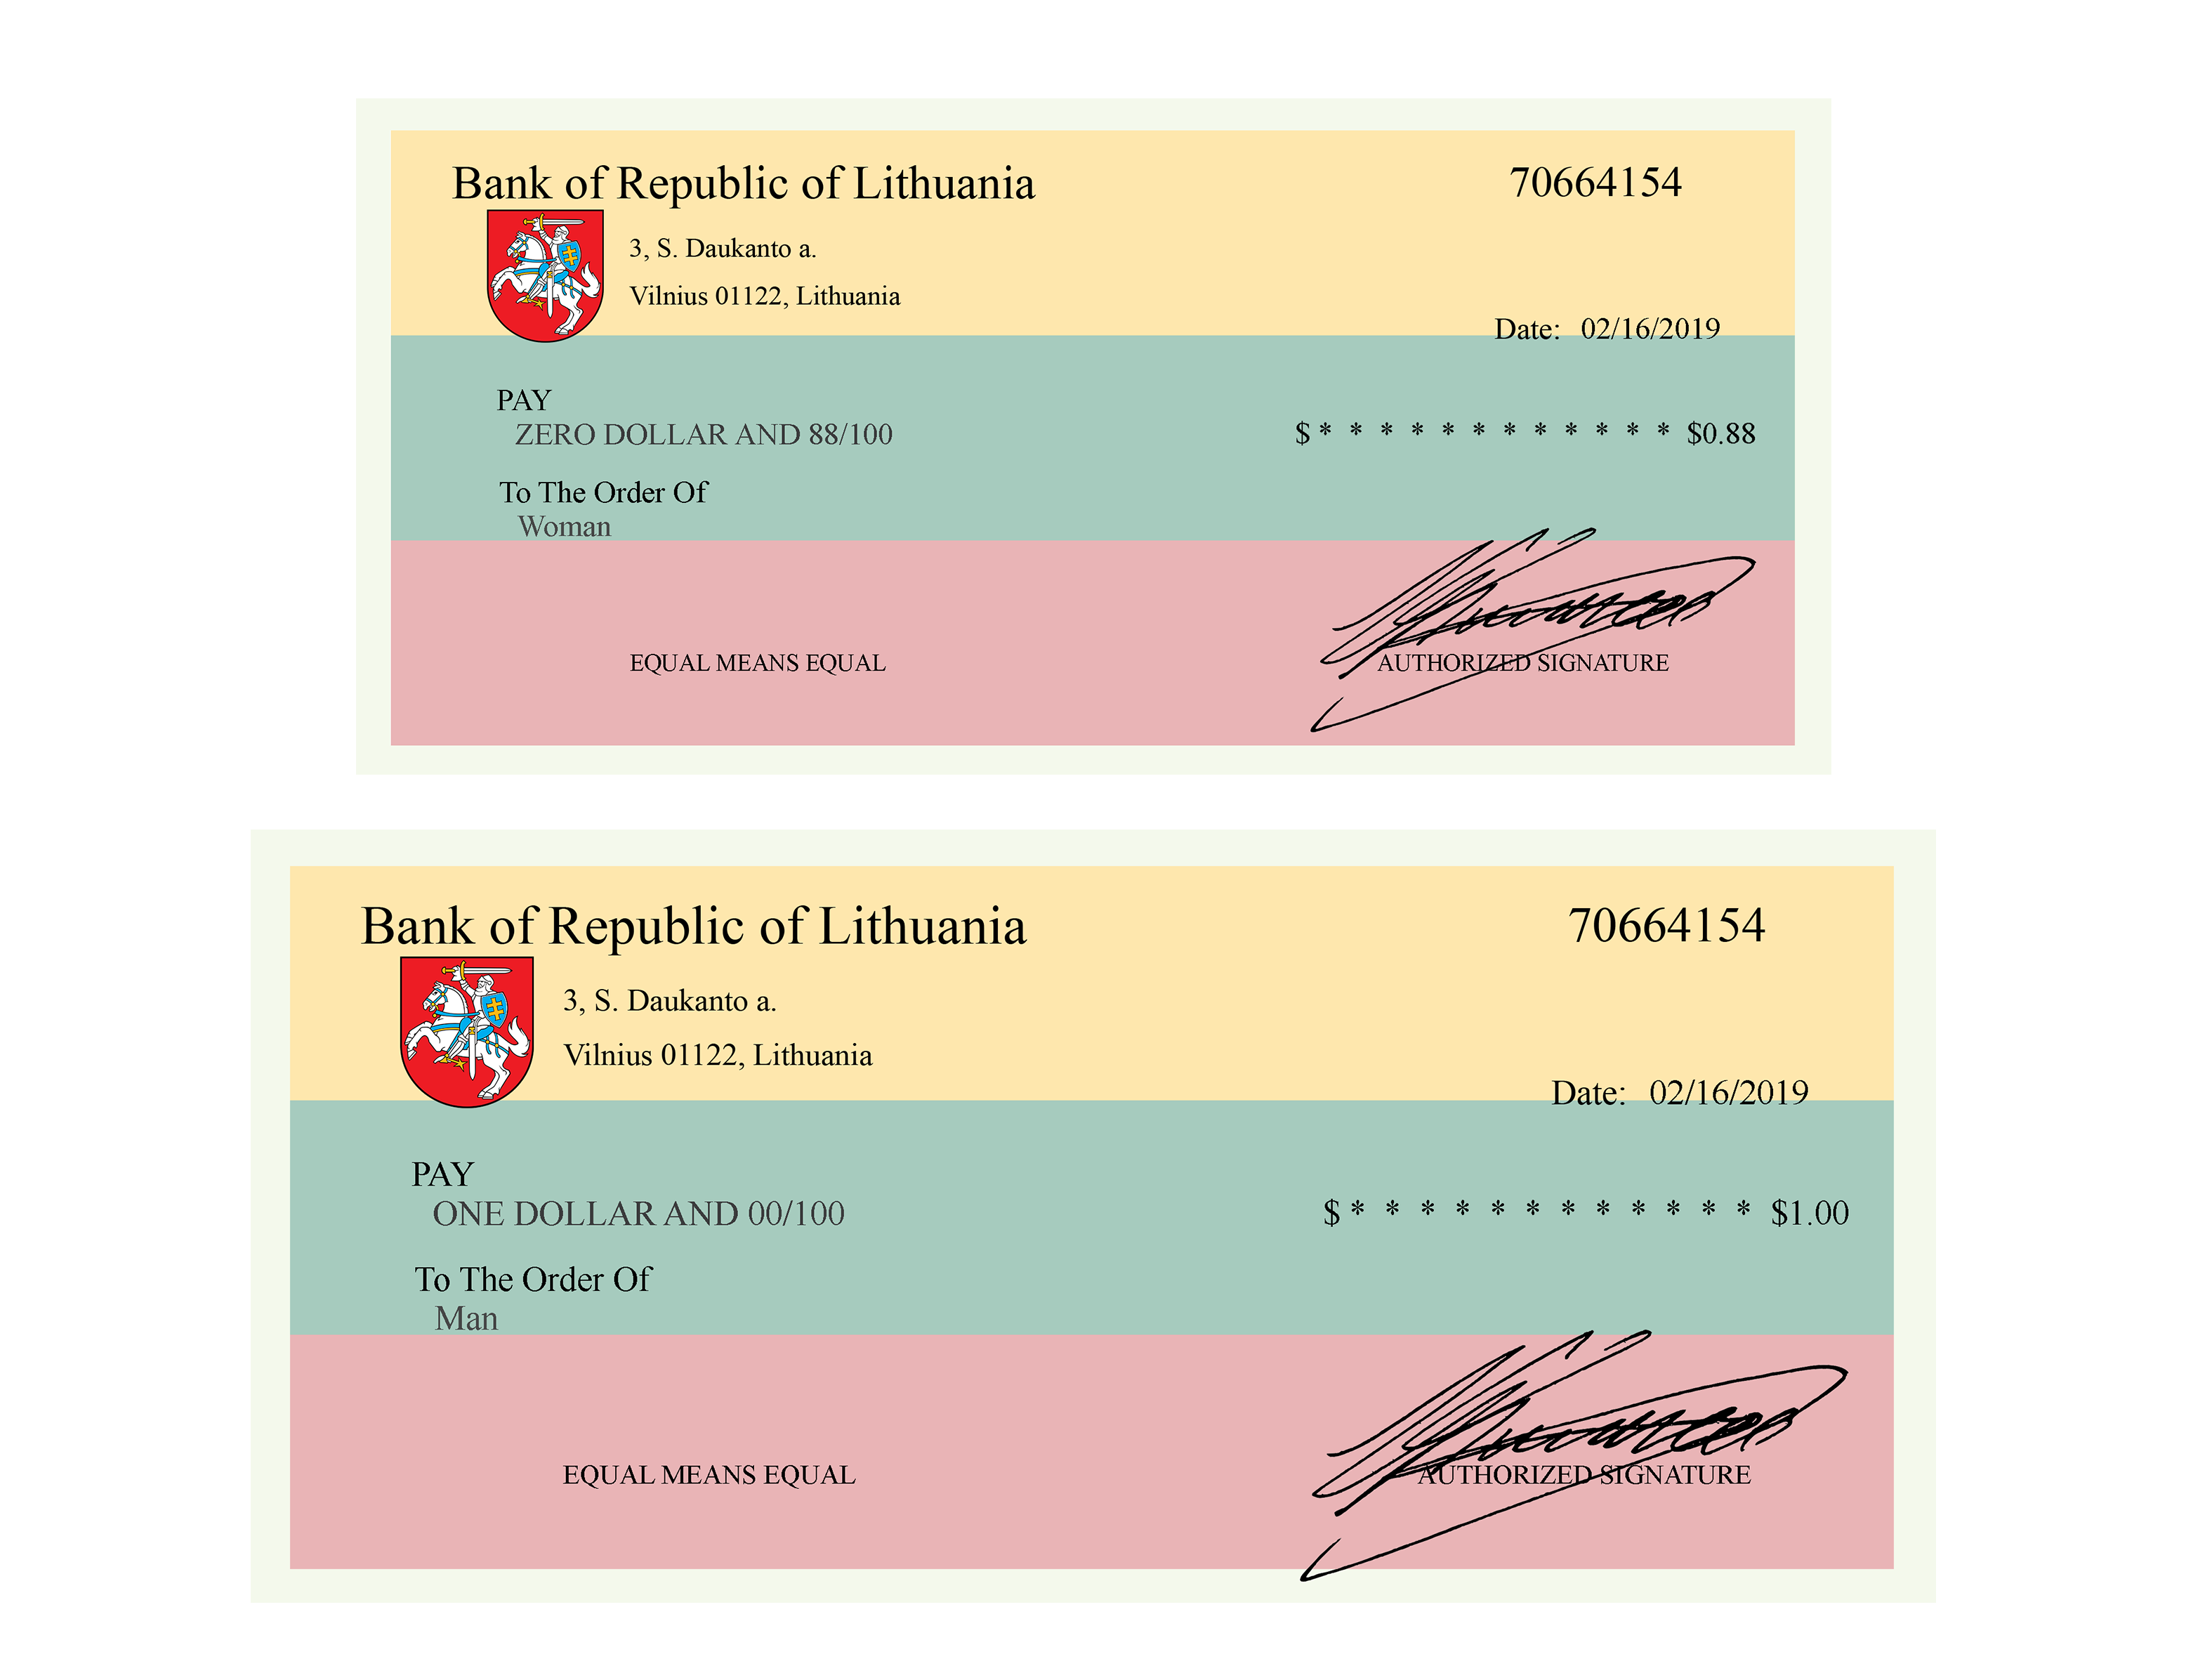 Bank of Republic of Lithuania 70664154
3, S. Daukanto a.
Vilnius 01122, Lithuania
Date: 02/16/2019
PAY
ZERO DOLLAR AND 88/100 $ * * * * * * * * * * * * $0.88
To The Order Of
Woman
EQUAL MEANS EQUAL AUTHORIZED SIGNATURE
Bank of Republic of Lithuania 70664154
3, S. Daukanto a.
Vilnius 01122, Lithuania
Date: 02/16/2019
PAY
ONE DOLLAR AND 00/100 $ * * * * * * * * * * * * $1.00
To The Order Of
Man
EQUAL MEANS EQUAL AUTHORIZED SIGNATURE